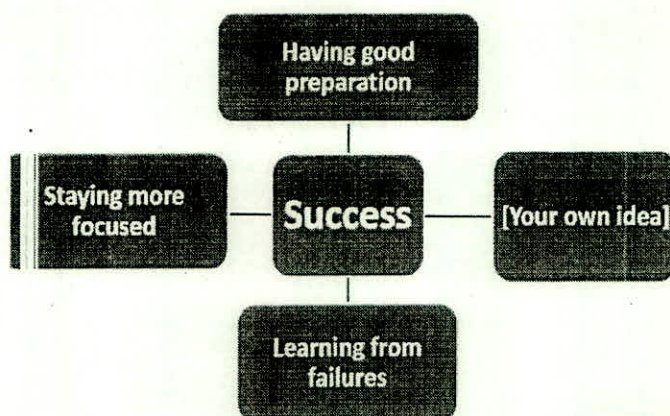 Having good
preparation
Staying more
focused
Success
[Your own idea]
Learning from
failures